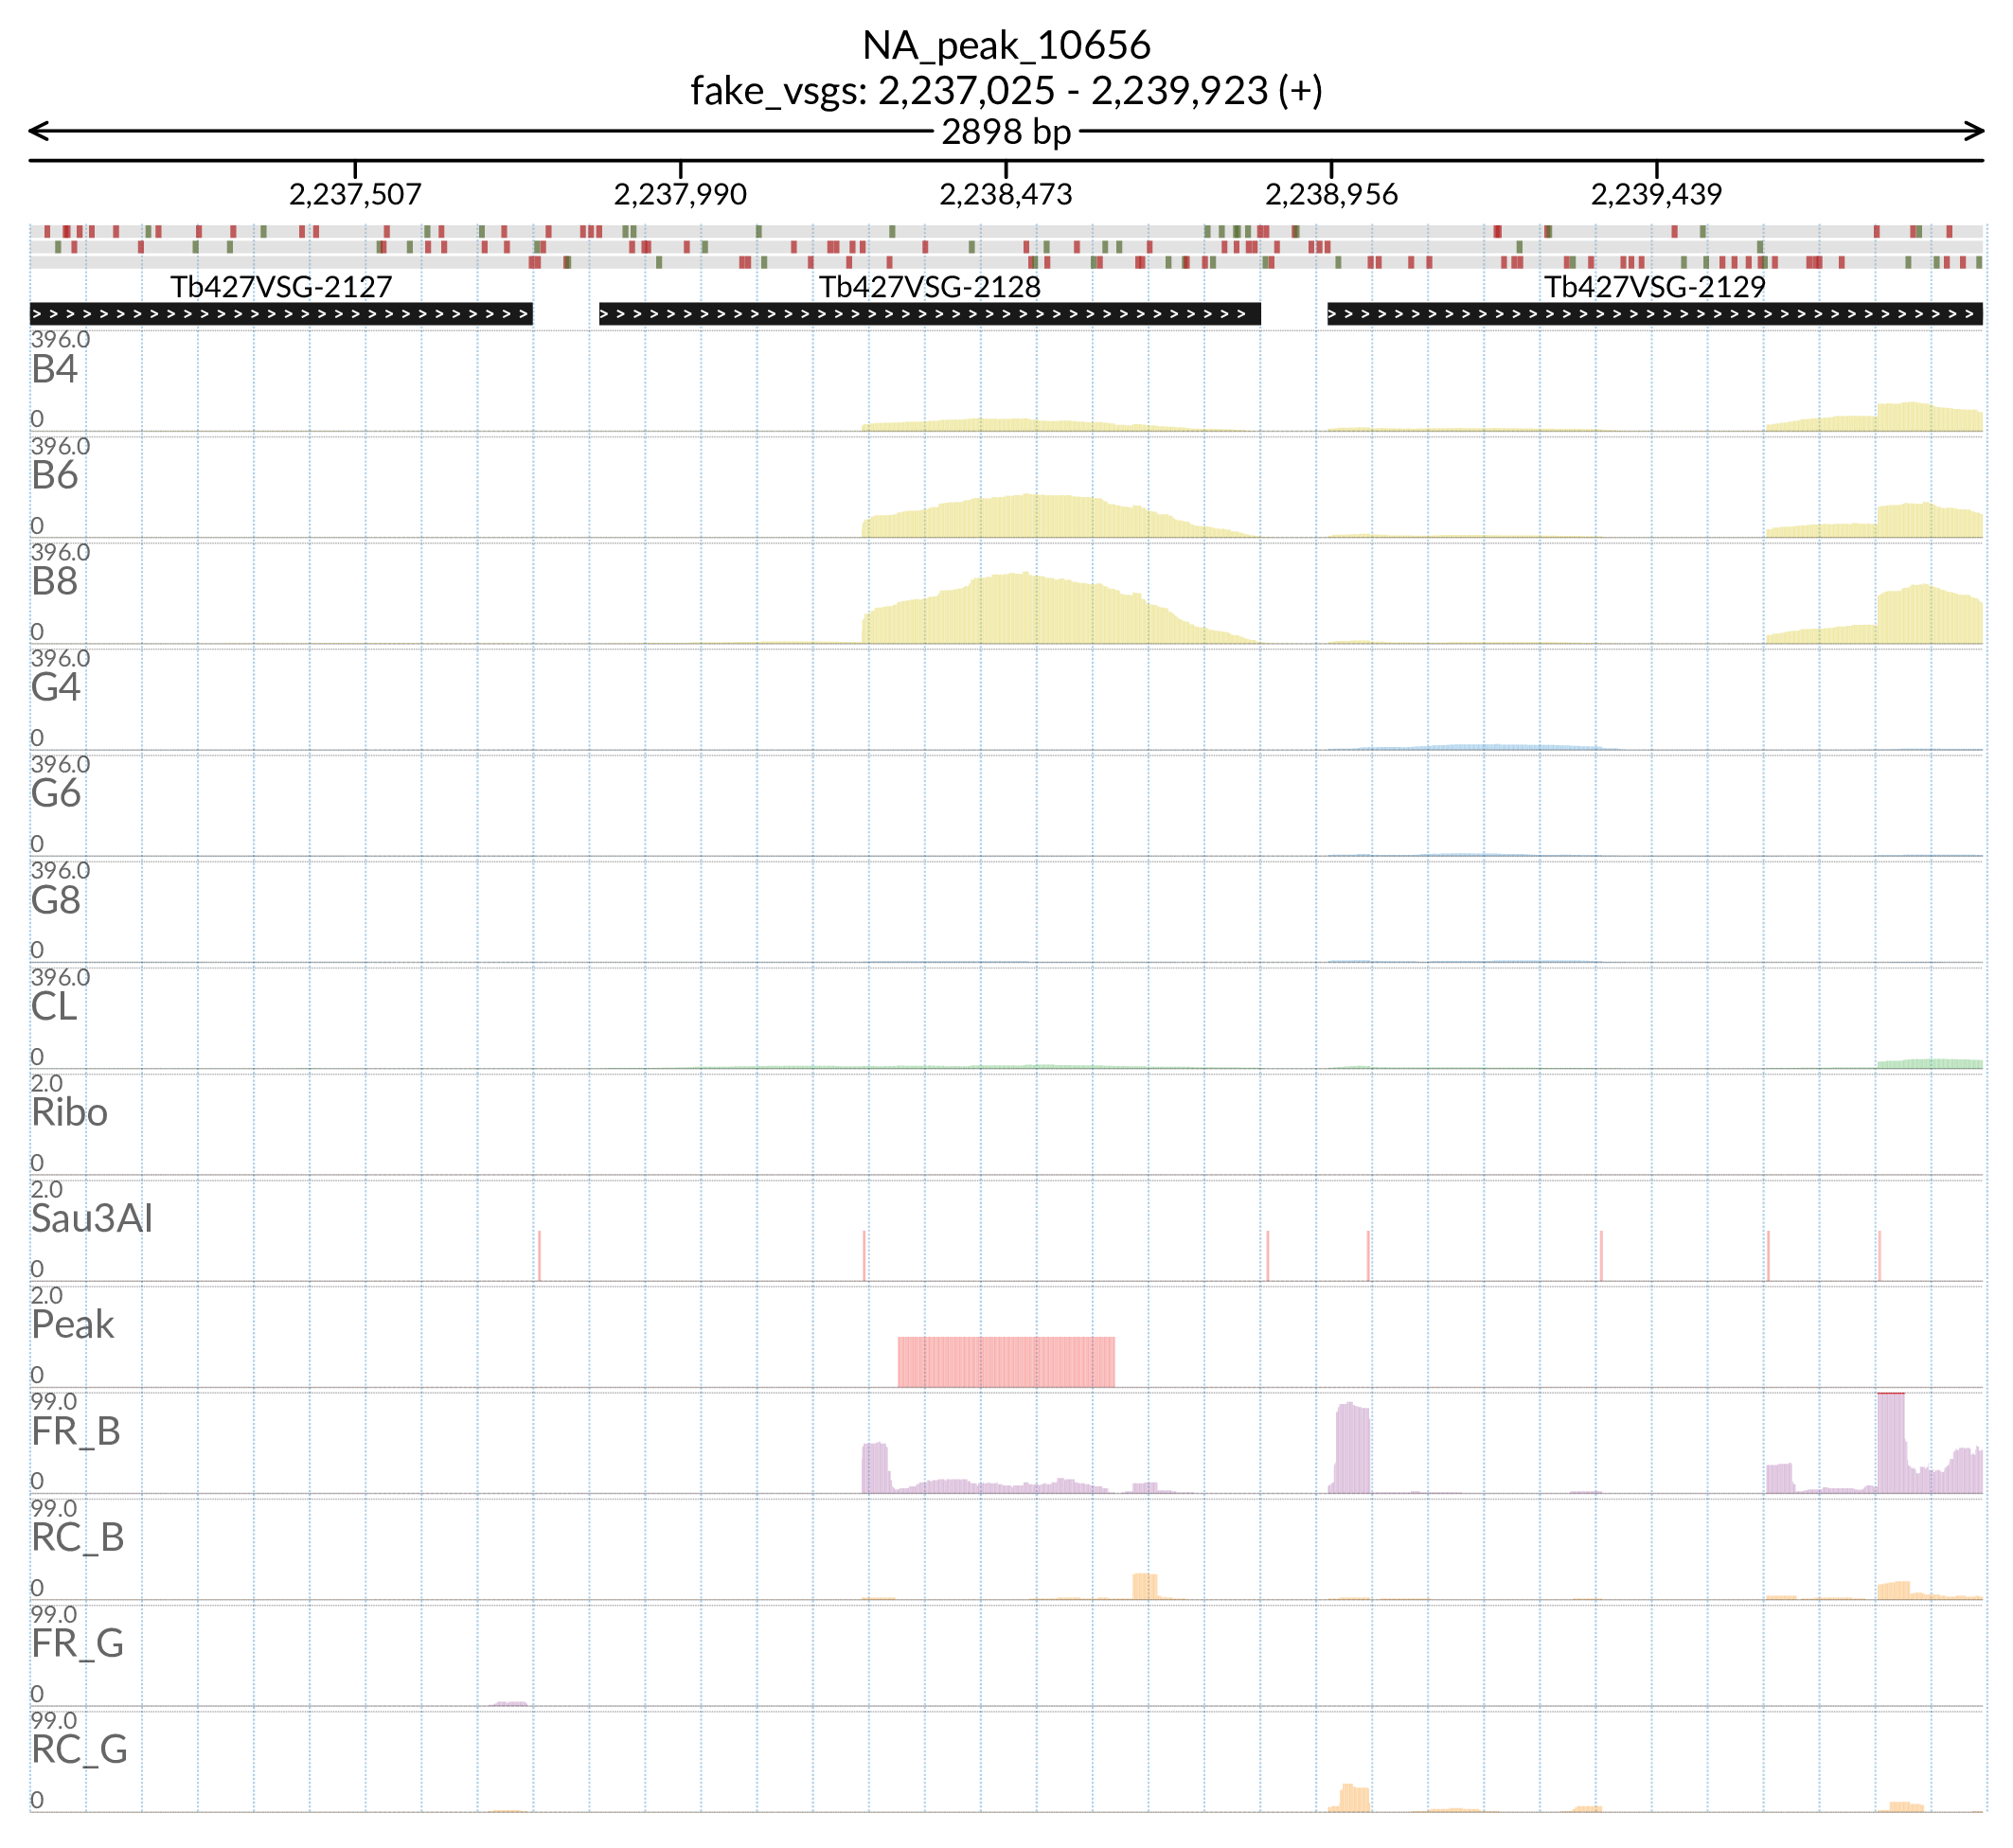 NA_peak_10656
fake_vsgs: 2,237,025 - 2,239,923 (+)
2898 bp
2,237,507 2,237,990 2,238,473 2,238,956 2,239,439
Tb427VSG-2127 Tb427VSG-2128 Tb427VSG-2129
396.0
B4
0
396.0
B6
0
396.0
B8
0
396.0
G4
0
396.0
G6
0
396.0
G8
0
396.0
CL
0
2.0
Ribo
0
2.0
Sau3AI
0
2.0
Peak
0
99.0
FR_B
0
99.0
RC_B
0
99.0
FR_G
0
99.0
RC_G
0